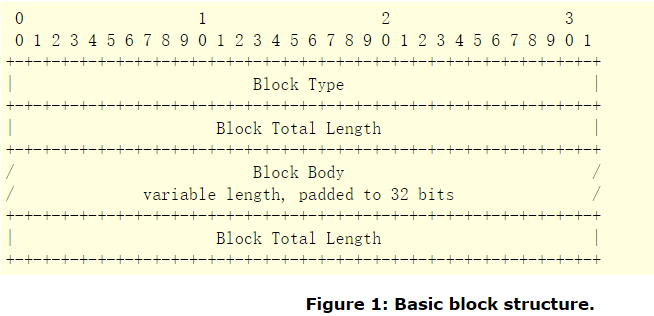 0                   1                   2                   3
 0 1 2 3 4 5 6 7 8 9 0 1 2 3 4 5 6 7 8 9 0 1 2 3 4 5 6 7 8 9 0 1
+-+-+-+-+-+-+-+-+-+-+-+-+-+-+-+-+-+-+-+-+-+-+-+-+-+-+-+-+-+-+-+-+
|                          Block Type                           |
+-+-+-+-+-+-+-+-+-+-+-+-+-+-+-+-+-+-+-+-+-+-+-+-+-+-+-+-+-+-+-+-+
|                      Block Total Length                       |
+-+-+-+-+-+-+-+-+-+-+-+-+-+-+-+-+-+-+-+-+-+-+-+-+-+-+-+-+-+-+-+-+
/                          Block Body                           /
/              variable length, padded to 32 bits               /
+-+-+-+-+-+-+-+-+-+-+-+-+-+-+-+-+-+-+-+-+-+-+-+-+-+-+-+-+-+-+-+-+
|                      Block Total Length                       |
+-+-+-+-+-+-+-+-+-+-+-+-+-+-+-+-+-+-+-+-+-+-+-+-+-+-+-+-+-+-+-+-+
Figure 1: Basic block structure.